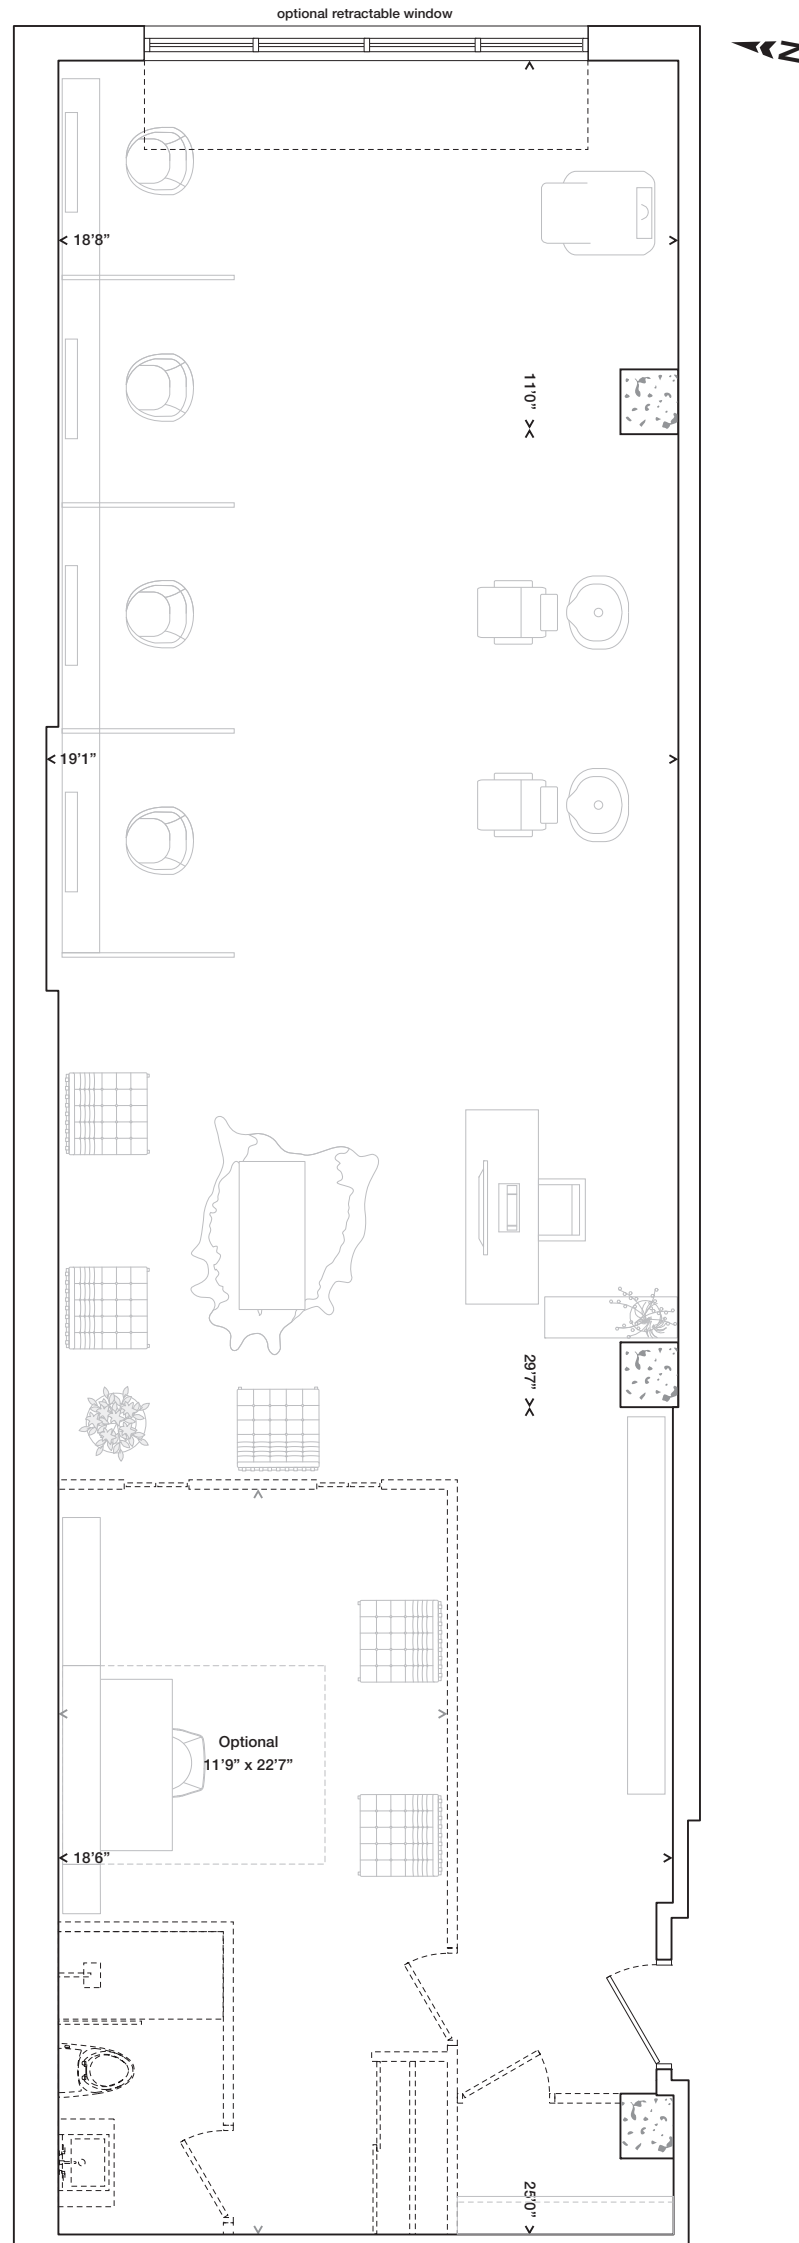 optional retractable window
N
18'8”
11'0”
19'1”
29'7”
Optional
11'9” x 22'7”
18'6”
25'0”